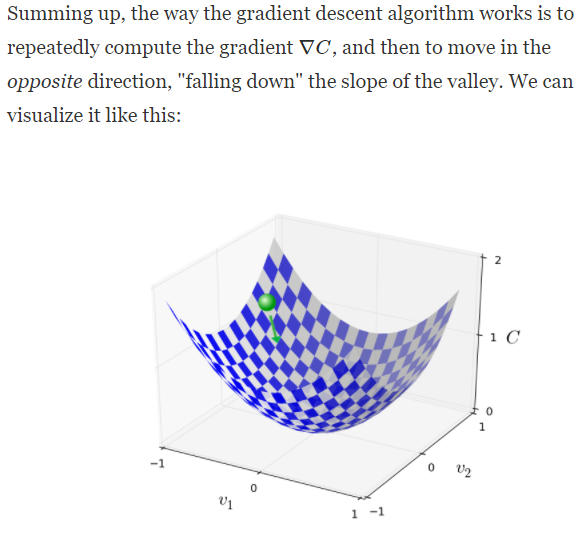 Summing up, the way the gradient descent algorithm works is to
repeatedly compute the gradient ∇C, and then to move in the
opposite direction, "falling down" the slope of the valley. We can
visualize it like this:
2
1 C
0
1
-1
0 v₂
0
v₁
1 -1